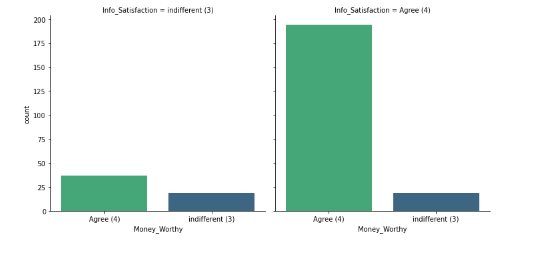 Info_Satisfaction = indifferent (3)
Info_Satisfaction = Agree (4)
200
175
150
125
100
75
50
25
0
count
Agree (4)
indifferent (3)
Money_Worthy
Agree (4)
indifferent (3)
Money_Worthy